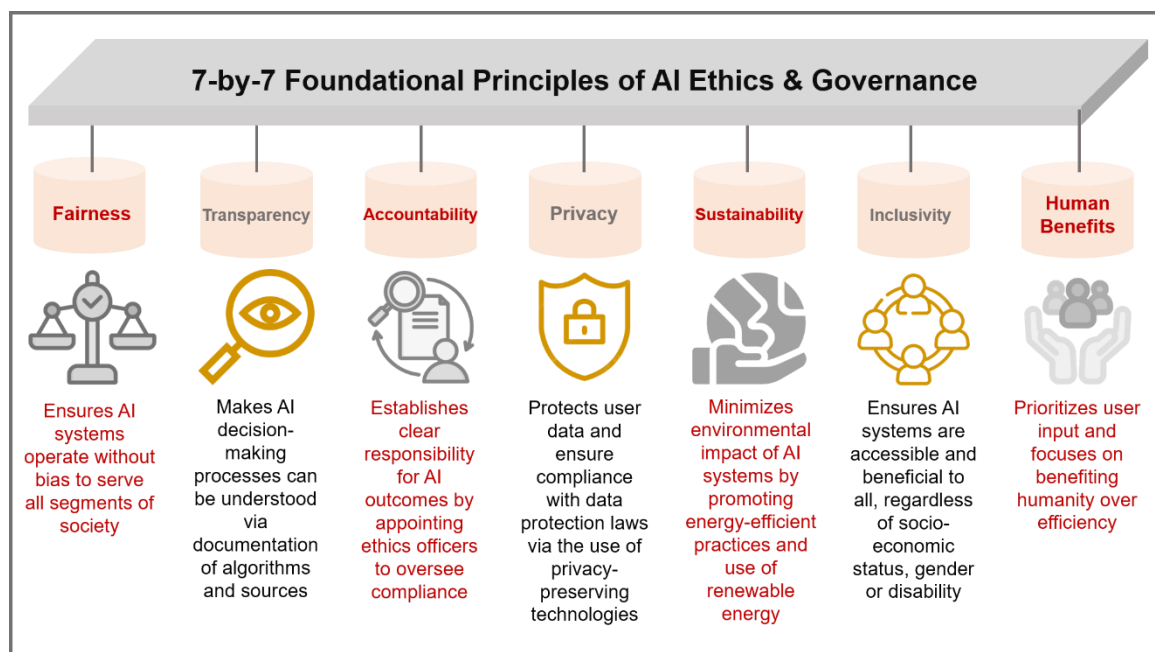 7-by-7 Foundational Principles of AI Ethics & Governance
Fairness
Transparency
Accountability
Privacy
Sustainability
Inclusivity
Human
Benefits
Ensures AI
systems
operate without
bias to serve
all segments of
society
Makes AI
decision-
making
processes can
be understood
via
documentation
of algorithms
and sources
Establishes
clear
responsibility
for AI
outcomes by
appointing
ethics officers
to oversee
compliance
Protects user
data and
ensure
compliance
with data
protection laws
via the use of
privacy-
preserving
technologies
Minimizes
environmental
impact of AI
systems by
promoting
energy-efficient
practices and
use of
renewable
energy
Ensures AI
systems are
accessible and
beneficial to
all, regardless
of socio-
economic
status, gender
or disability
Prioritizes user
input and
focuses on
benefiting
humanity over
efficiency